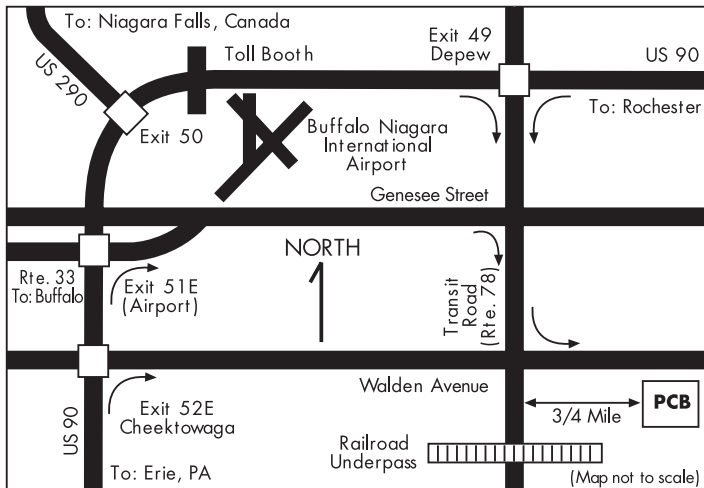 To: Niagara Falls, Canada
US 290
Toll Booth
Exit 49
Depew
US 90
To: Rochester
Exit 50
Buffalo Niagara
International
Airport
Genesee Street
NORTH
Rte. 33
To: Buffalo
Exit 51E
(Airport)
Transit
Road
(Rte. 78)
Walden Avenue
US 90
Exit 52E
Cheektowaga
3/4 Mile
PCB
Railroad
Underpass
To: Erie, PA
(Map not to scale)